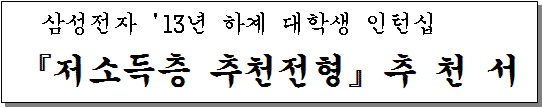 삼성전자 '13년 하계 대학생 인턴십
『저소득층 추천전형』 추 천 서